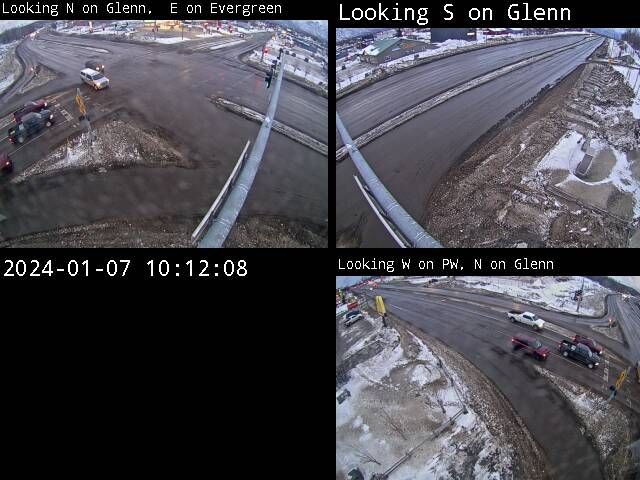 Looking N on Glenn, E on Evergreen
Looking S on Glenn
2024-01-07 10:12:08
Looking W on PW, N on Glenn